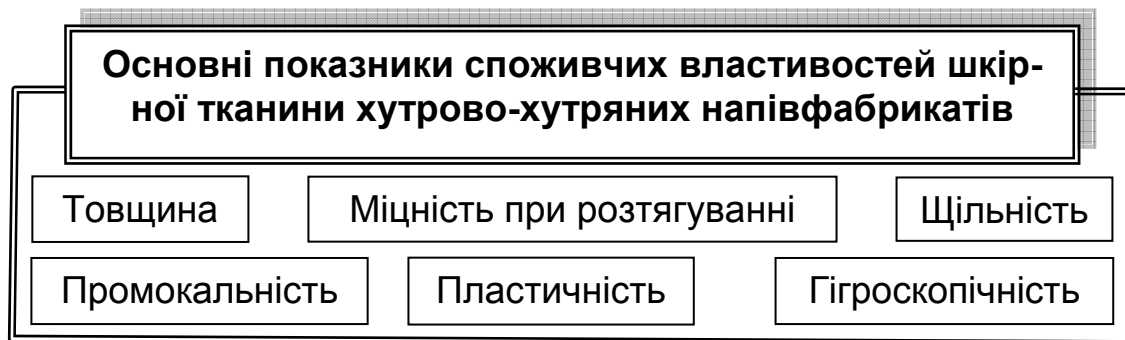 Основні показники споживчих властивостей шкір-
ної тканини хутрово-хутряних напівфабрикатів
Товщина Міцність при розтягуванні Щільність
Промокальність Пластичність Гігроскопічність